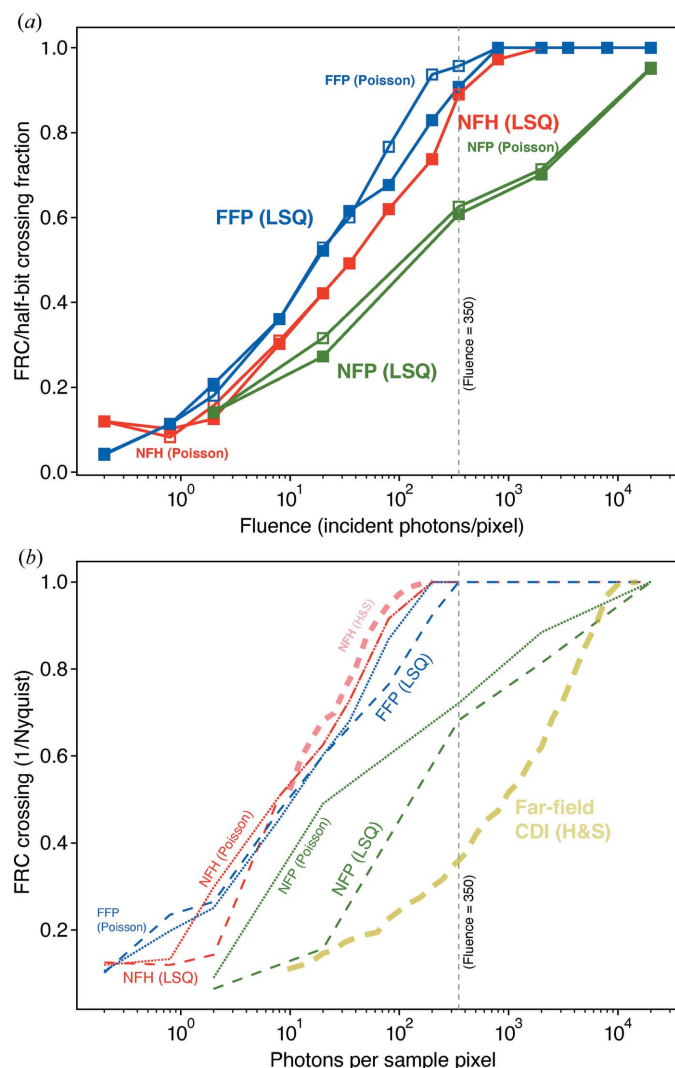 (a)
1.0
FFP (Poisson)
0.8
NFH (LSQ)
NFP (Poisson)
FRC/half-bit crossing fraction
FFP (LSQ)
0.6
0.4
(Fluence = 350)
NFP (LSQ)
0.2
NFH (Poisson)
0.0
10^0 10^1 10^2 10^3 10^4
Fluence (incident photons/pixel)
(b)
1.0
NFH (H&S)
0.8
FFP (LSQ)
FRC crossing (1/Nyquist)
0.6
Far-field
CDI (H&S)
0.4
NFH (Poisson)
NFP (Poisson)
NFP (LSQ)
(Fluence = 350)
FFP
(Poisson)
0.2
NFH (LSQ)
10^0 10^1 10^2 10^3 10^4
Photons per sample pixel